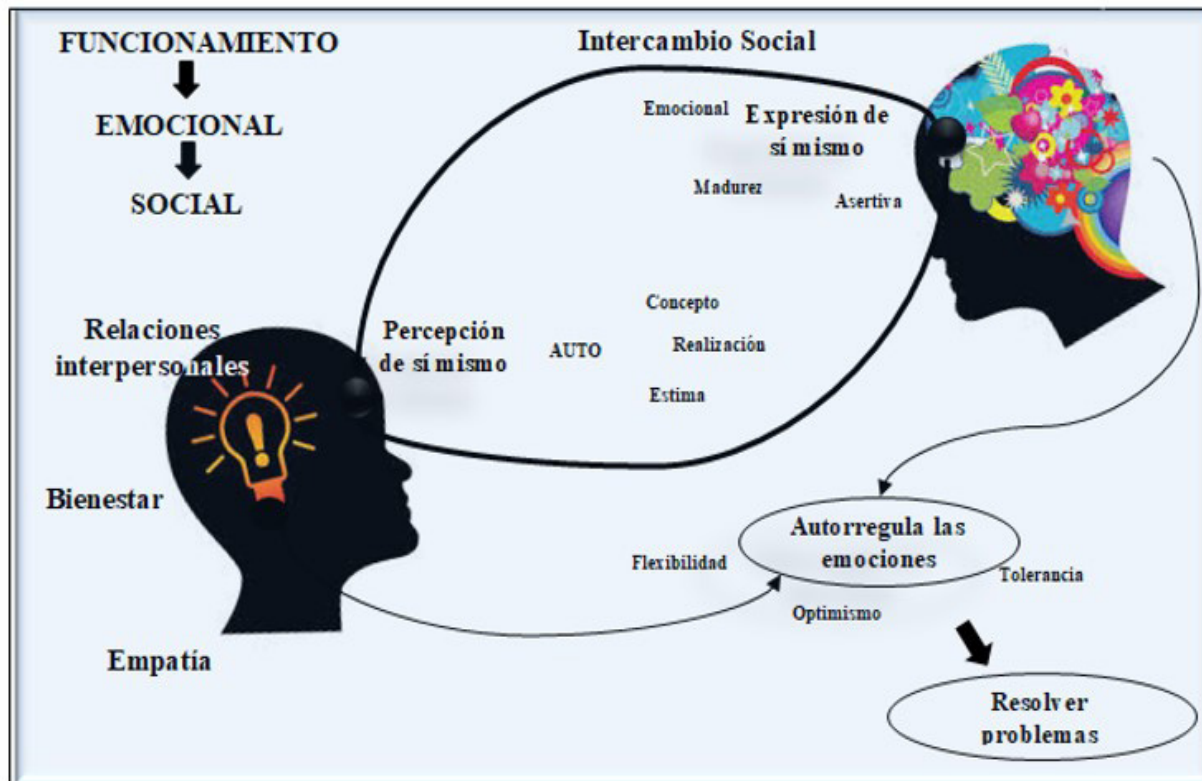 FUNCIONAMIENTO
EMOCIONAL
SOCIAL
Intercambio Social
Emocional
Expresión de
sí mismo
Madurez
Asertiva
Relaciones
interpersonales
Percepción
de sí mismo
AUTO
Concepto
Realización
Estima
Bienestar
Autorregula las
emociones
Flexibilidad
Tolerancia
Optimismo
Empatía
Resolver
problemas